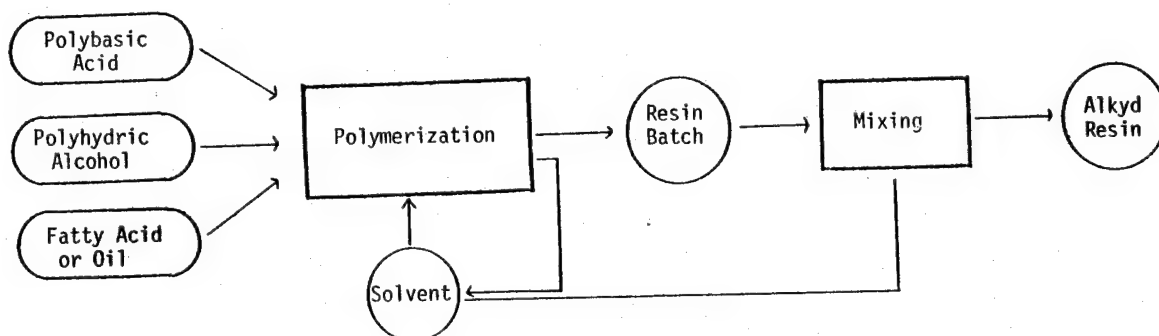 Polybasic
Acid
Polyhydric
Alcohol
Fatty Acid
or Oil
Polymerization
Solvent
Resin
Batch
Mixing
Alkyd
Resin